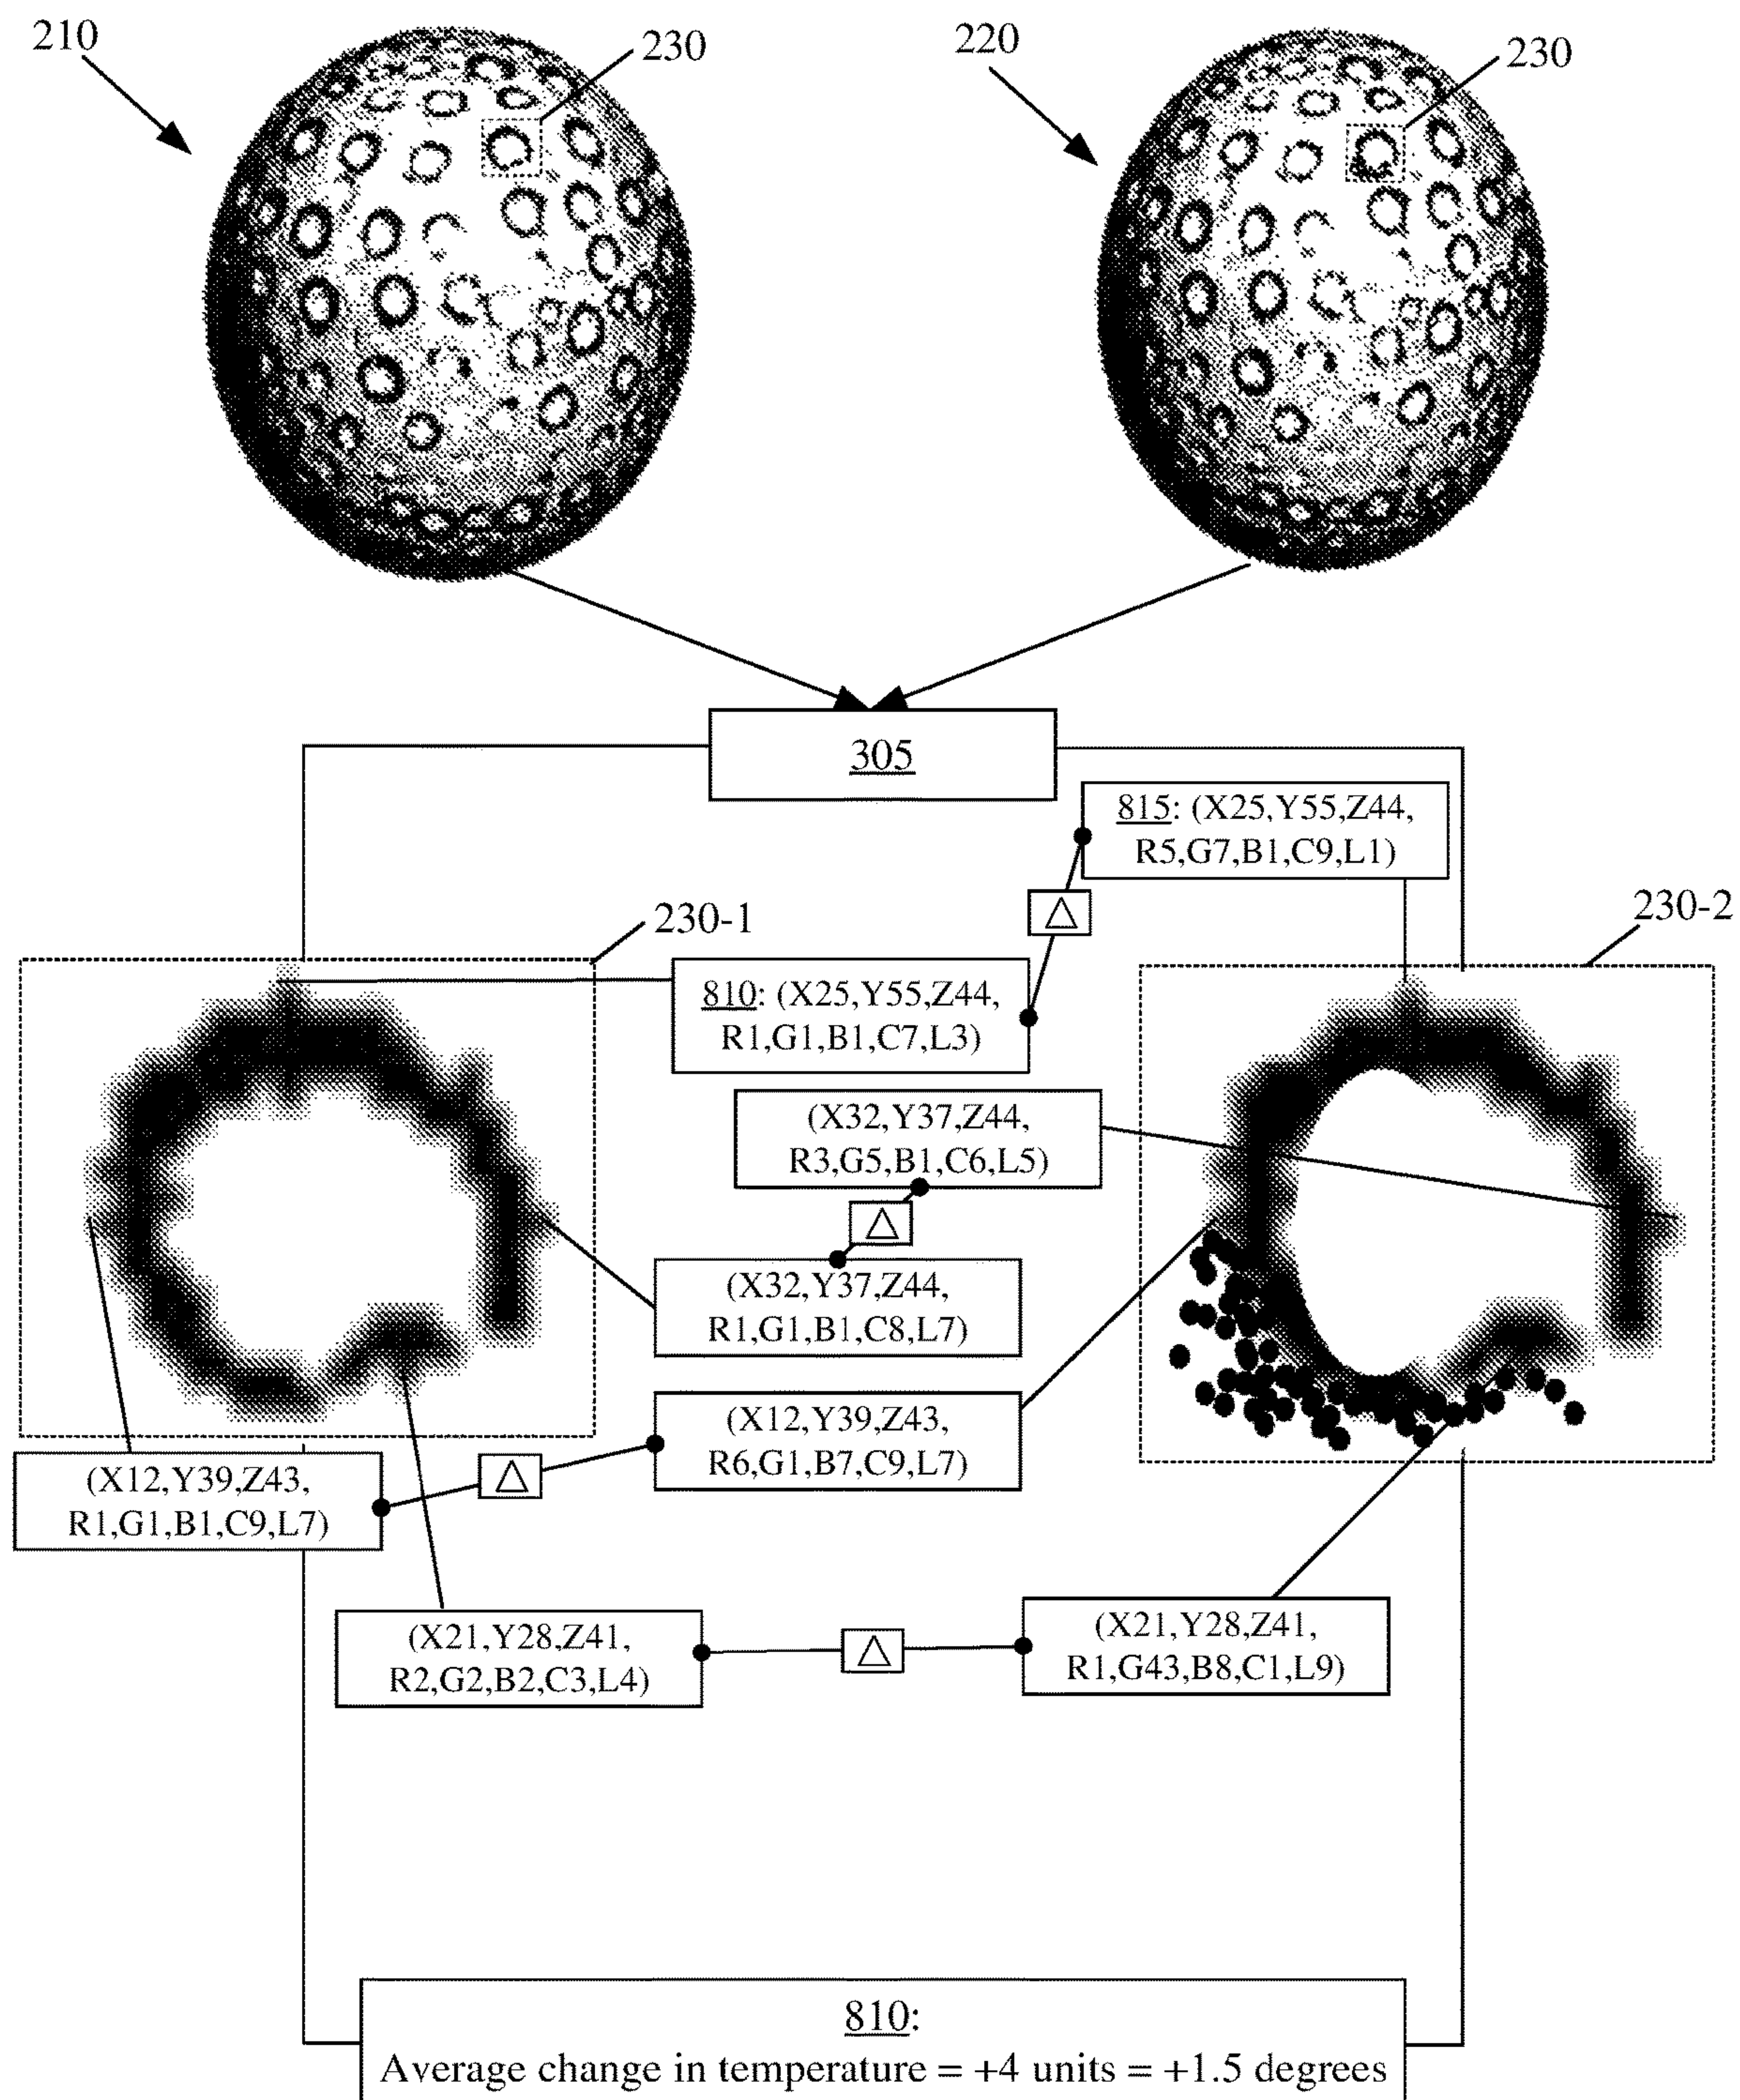 210
230
220
230
305
815: (X25,Y55,Z44,
R5,G7,B1,C9,L1)
△
230-1
230-2
810: (X25,Y55,Z44,
R1,G1,B1,C7,L3)
(X32,Y37,Z44,
R3,G5,B1,C6,L5)
△
(X32,Y37,Z44,
R1,G1,B1,C8,L7)
(X12,Y39,Z43,
R6,G1,B7,C9,L7)
△
(X12,Y39,Z43,
R1,G1,B1,C9,L7)
(X21,Y28,Z41,
R2,G2,B2,C3,L4)
△
(X21,Y28,Z41,
R1,G43,B8,C1,L9)
810:
Average change in temperature = +4 units = +1.5 degrees